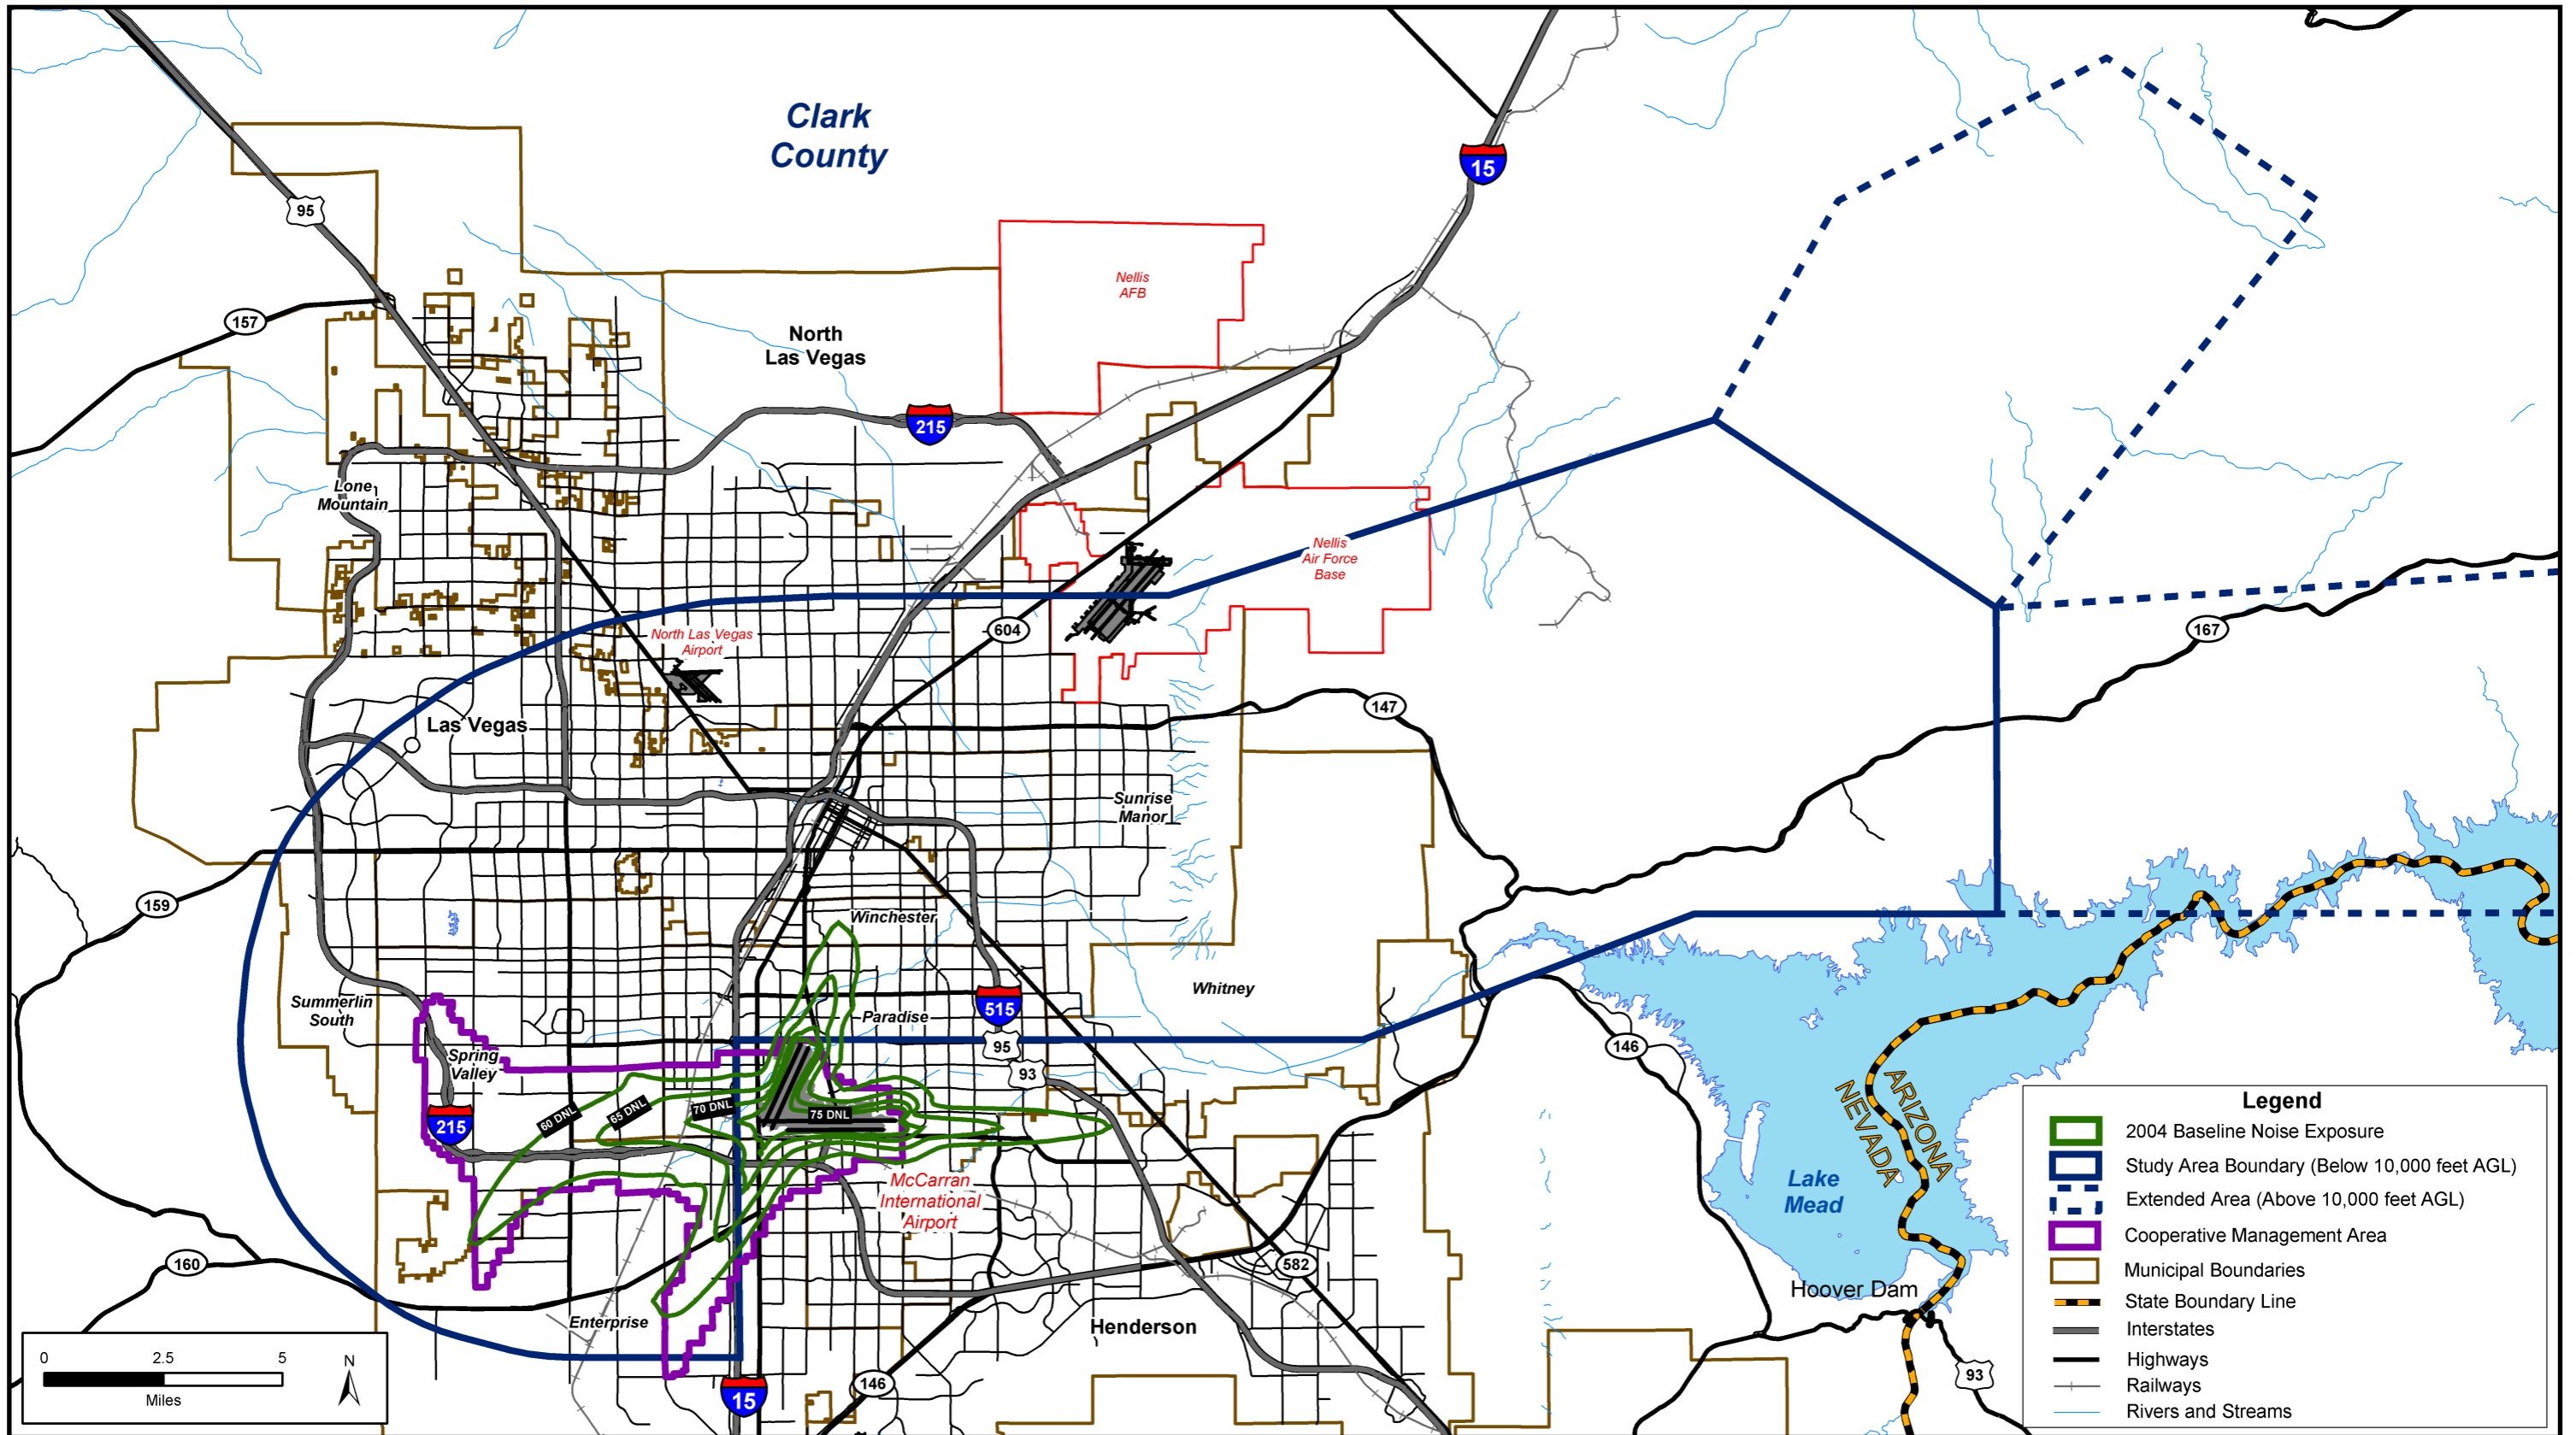 Clark
County
15
95
Nellis
AFB
157
North
Las Vegas
215
Lone
Mountain
Nellis
Air Force
Base
North Las Vegas
Airport
604
167
147
Las Vegas
Sunrise
Manor
159
Winchester
Whitney
Summerlin
South
515
Paradise
95
146
Spring
Valley
93
60 DNL
65 DNL
70 DNL
75 DNL
215
ARIZONA
NEVADA
McCarran
International
Airport
Lake
Mead
160
582
Hoover Dam
Enterprise
Henderson
146
15
93
0 2.5 5
Miles
N
Legend
2004 Baseline Noise Exposure
Study Area Boundary (Below 10,000 feet AGL)
Extended Area (Above 10,000 feet AGL)
Cooperative Management Area
Municipal Boundaries
State Boundary Line
Interstates
Highways
Railways
Rivers and Streams